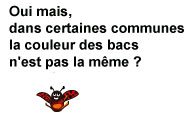 Oui mais,
dans certaines communes
la couleur des bacs
n'est pas la même ?